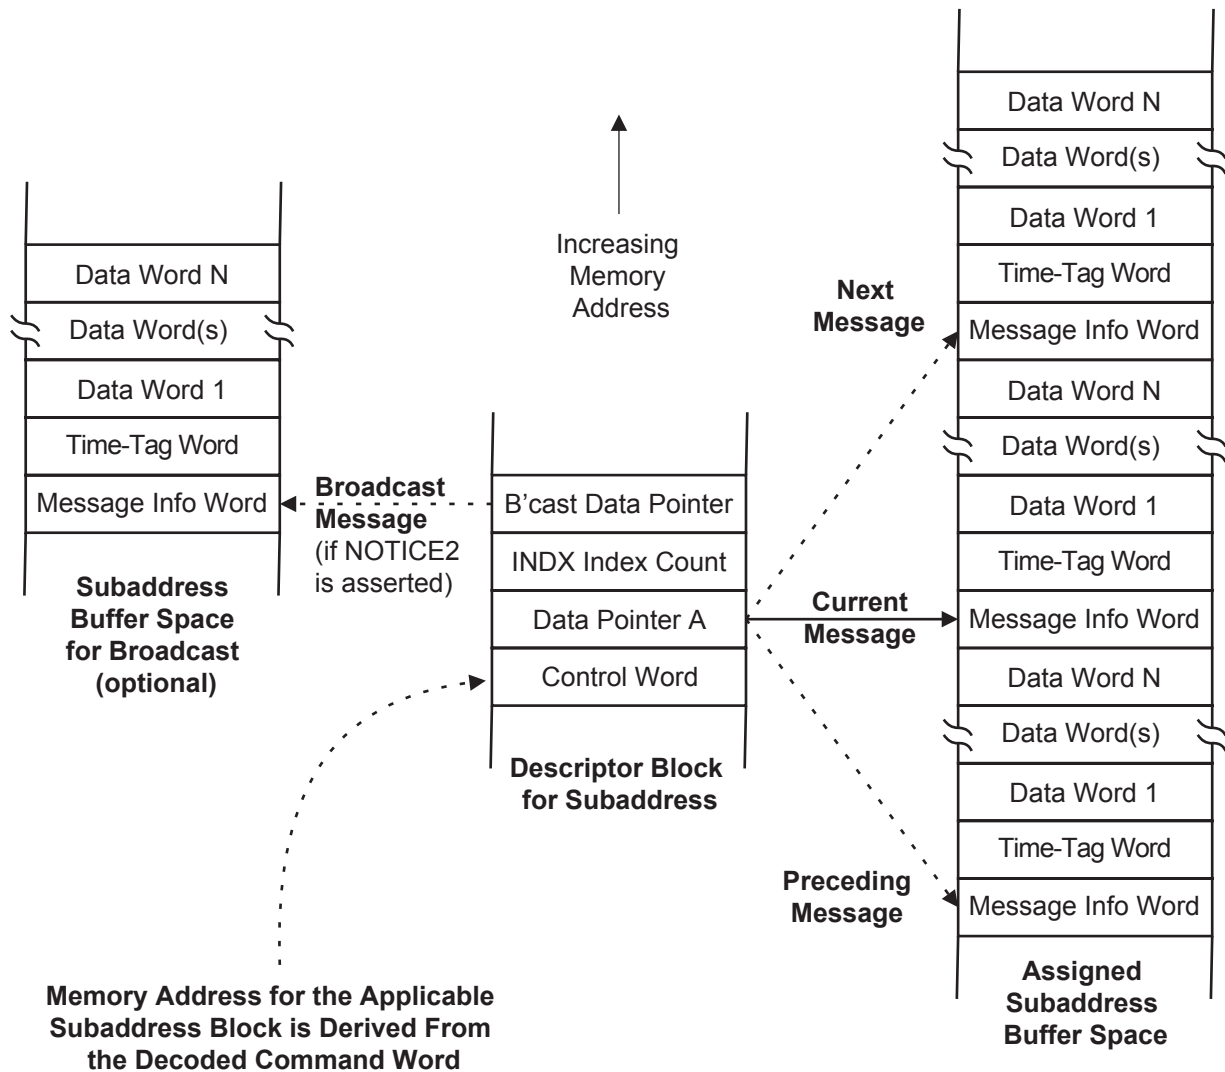 Data Word N
Data Word(s)
Data Word 1
Time-Tag Word
Message Info Word
Subaddress
Buffer Space
for Broadcast
(optional)
Broadcast
Message
(if NOTICE2
is asserted)
Increasing
Memory
Address
B’cast Data Pointer
INDX Index Count
Data Pointer A
Control Word
Descriptor Block
for Subaddress
Memory Address for the Applicable
Subaddress Block is Derived From
the Decoded Command Word
Next
Message
Current
Message
Preceding
Message
Data Word N
Data Word(s)
Data Word 1
Time-Tag Word
Message Info Word
Data Word N
Data Word(s)
Data Word 1
Time-Tag Word
Message Info Word
Data Word N
Data Word(s)
Data Word 1
Time-Tag Word
Message Info Word
Assigned
Subaddress
Buffer Space